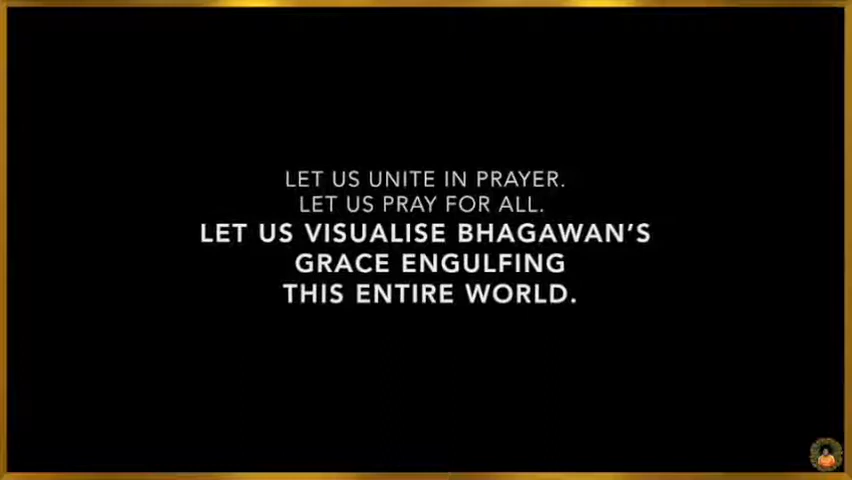 LET US UNITE IN PRAYER.
LET US PRAY FOR ALL.
LET US VISUALISE BHAGAWAN'S
GRACE ENGULFING
THIS ENTIRE WORLD.